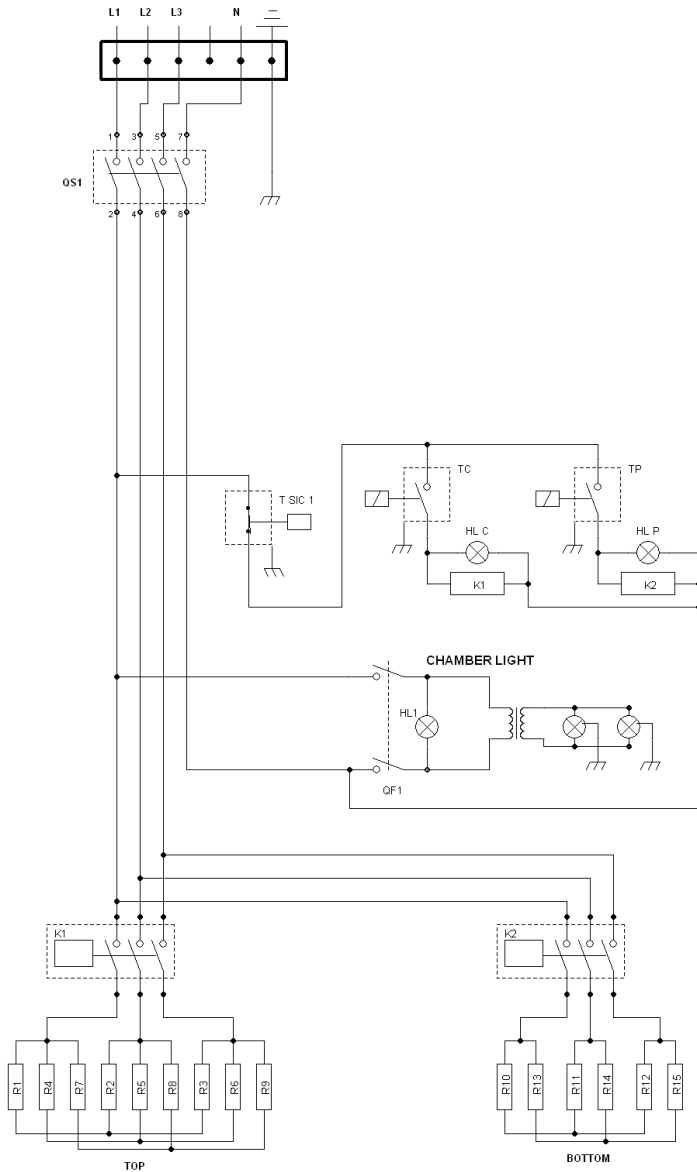 L1 L2 L3 N
1 3 5 7
QS1
2 4 6 8
TC TP
T SIC 1
HL C HL P
K1 K2
CHAMBER LIGHT
HL1
QF1
K1 K2
R1 R4 R7 R2 R5 R8 R3 R6 R9 R10 R13 R11 R14 R12 R15
TOP BOTTOM